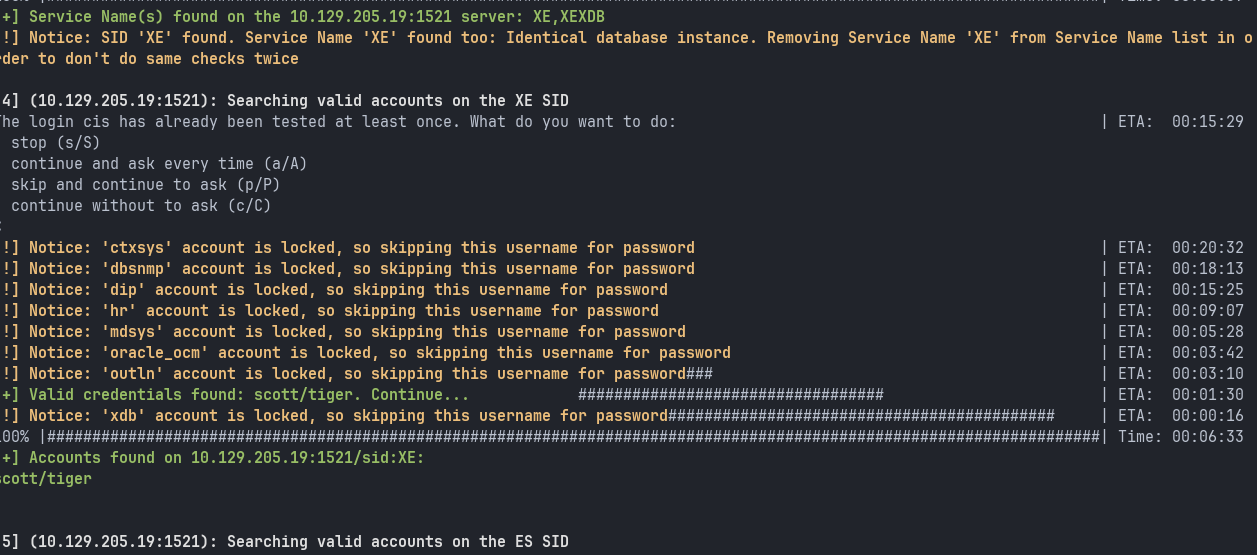 +] Service Name(s) found on the 10.129.205.19:1521 server: XE,XEXDB
!] Notice: SID 'XE' found. Service Name 'XE' found too: Identical database instance. Removing Service Name 'XE' from Service Name list in o
rder to don't do same checks twice
4] (10.129.205.19:1521): Searching valid accounts on the XE SID
The login cis has already been tested at least once. What do you want to do: | ETA: 00:15:29
stop (s/S)
continue and ask every time (a/A)
skip and continue to ask (p/P)
continue without to ask (c/C)
!] Notice: 'ctxsys' account is locked, so skipping this username for password | ETA: 00:20:32
!] Notice: 'dbsnmp' account is locked, so skipping this username for password | ETA: 00:18:13
!] Notice: 'dip' account is locked, so skipping this username for password | ETA: 00:15:25
!] Notice: 'hr' account is locked, so skipping this username for password | ETA: 00:09:07
!] Notice: 'mdsys' account is locked, so skipping this username for password | ETA: 00:05:28
!] Notice: 'oracle_ocm' account is locked, so skipping this username for password | ETA: 00:03:42
!] Notice: 'outln' account is locked, so skipping this username for password### | ETA: 00:03:10
+] Valid credentials found: scott/tiger. Continue... ################################## | ETA: 00:01:30
!] Notice: 'xdb' account is locked, so skipping this username for password########################################### | ETA: 00:00:16
100% |#####################################################################################################################| Time: 00:06:33
+] Accounts found on 10.129.205.19:1521/sid:XE:
scott/tiger
5] (10.129.205.19:1521): Searching valid accounts on the ES SID